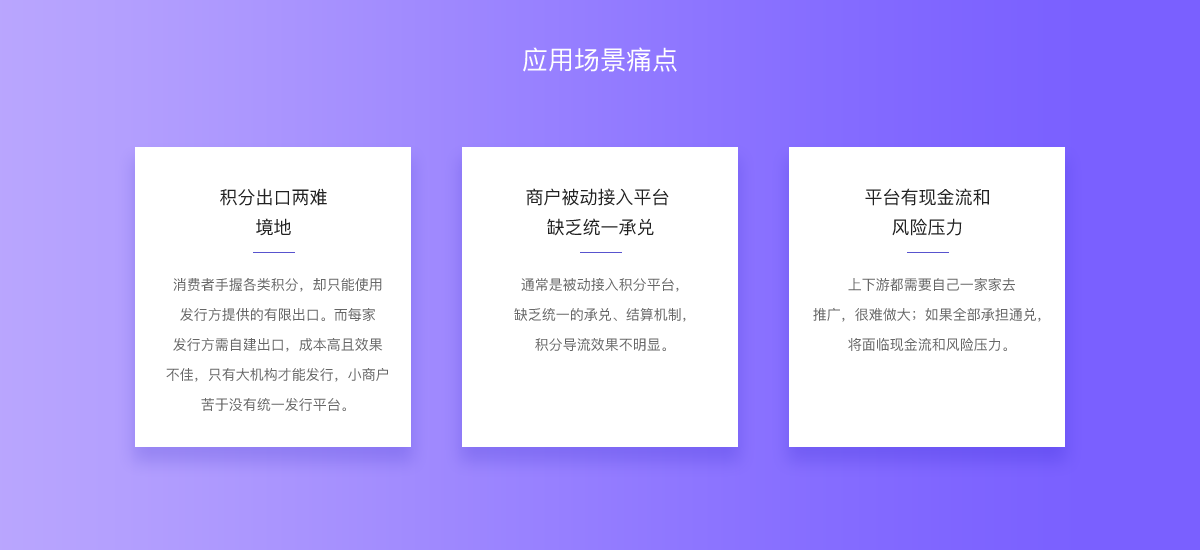 应用场景痛点
积分出口两难
境地
消费者手握各类积分，却只能使用
发行方提供的有限出口。而每家
发行方需自建出口，成本高且效果
不佳，只有大机构才能发行，小商户
苦于没有统一发行平台。
商户被动接入平台
缺乏统一承兑
通常是被动接入积分平台，
缺乏统一的承兑、结算机制，
积分导流效果不明显。
平台有现金流和
风险压力
上下游都需要自己一家家去
推广，很难做大；如果全部承担通兑，
将面临现金流和风险压力。